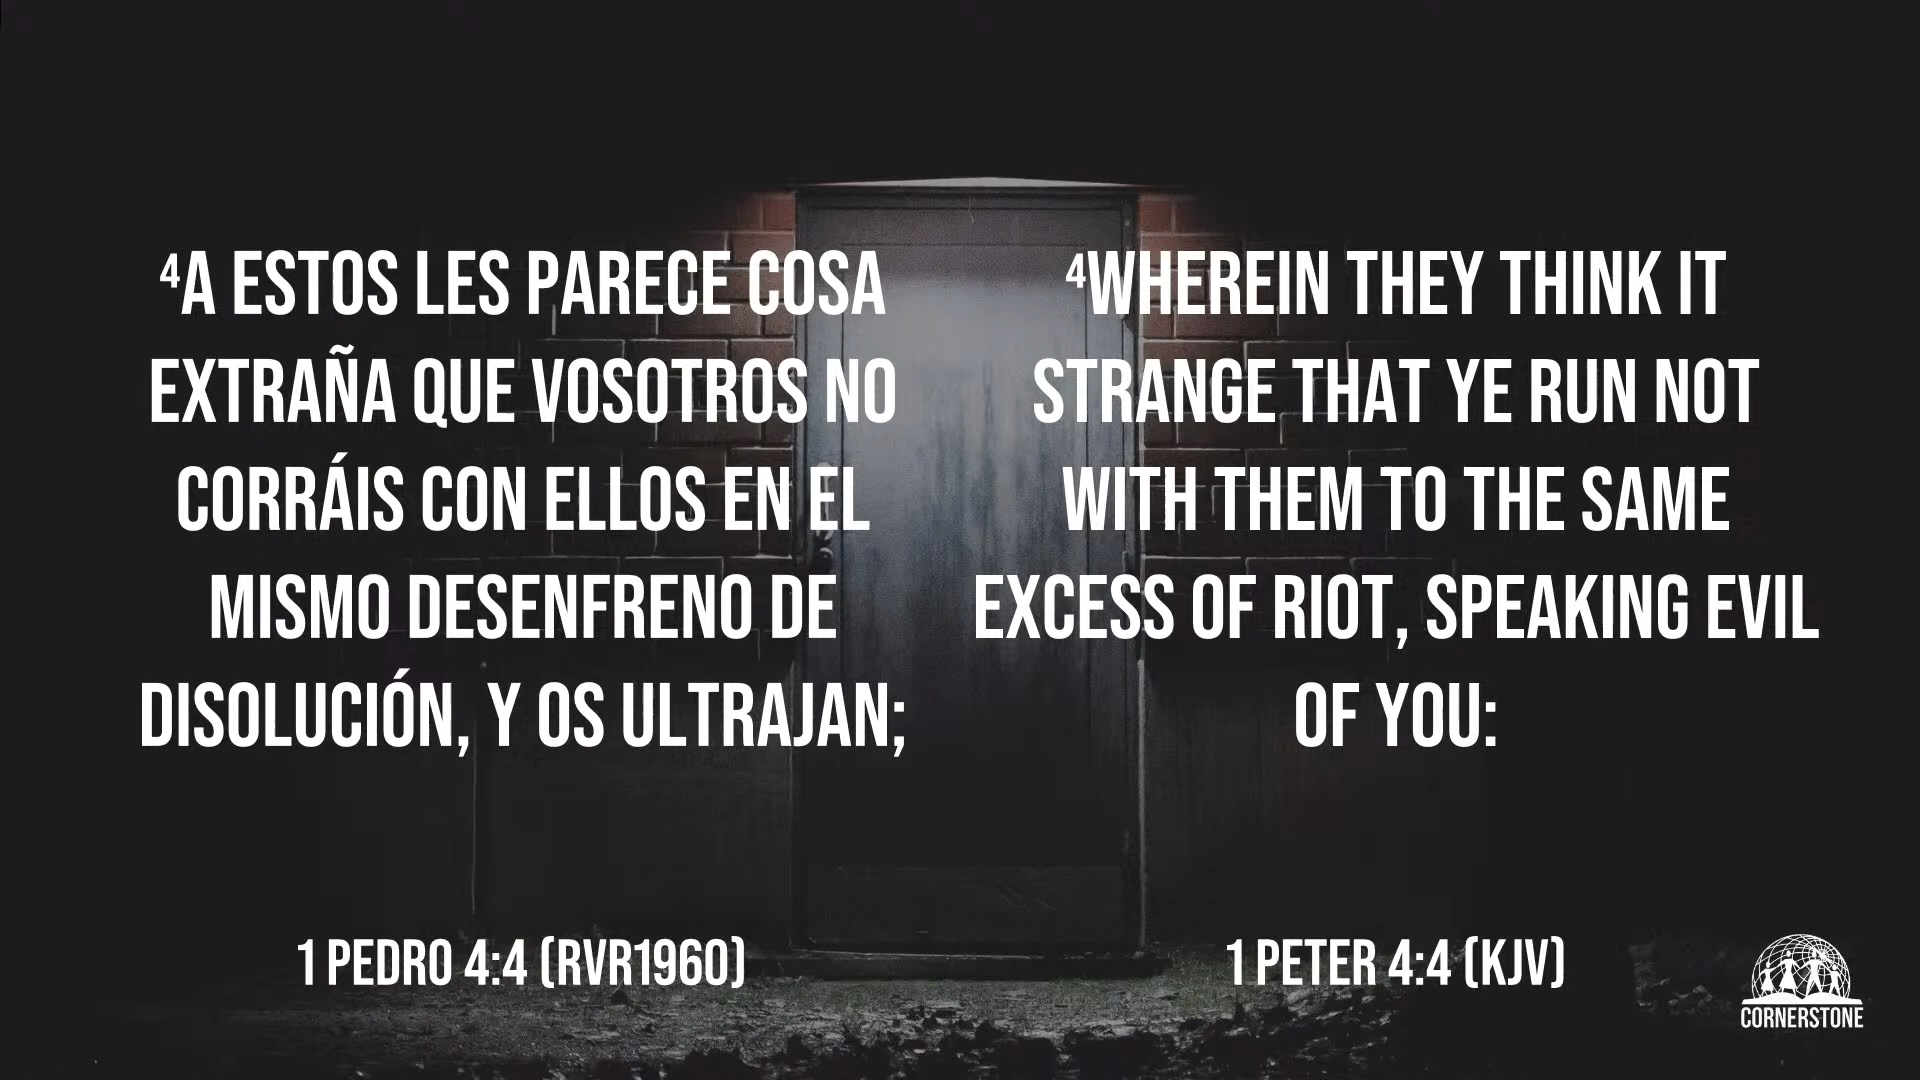 ⁴A ESTOS LES PARECE COSA
EXTRAÑA QUE VOSOTROS NO
CORRÁIS CON ELLOS EN EL
MISMO DESENFRENO DE
DISOLUCIÓN, Y OS ULTRAJAN;
1 PEDRO 4:4 (RVR1960)
⁴WHEREIN THEY THINK IT
STRANGE THAT YE RUN NOT
WITH THEM TO THE SAME
EXCESS OF RIOT, SPEAKING EVIL
OF YOU:
1 PETER 4:4 (KJV)
CORNERSTONE